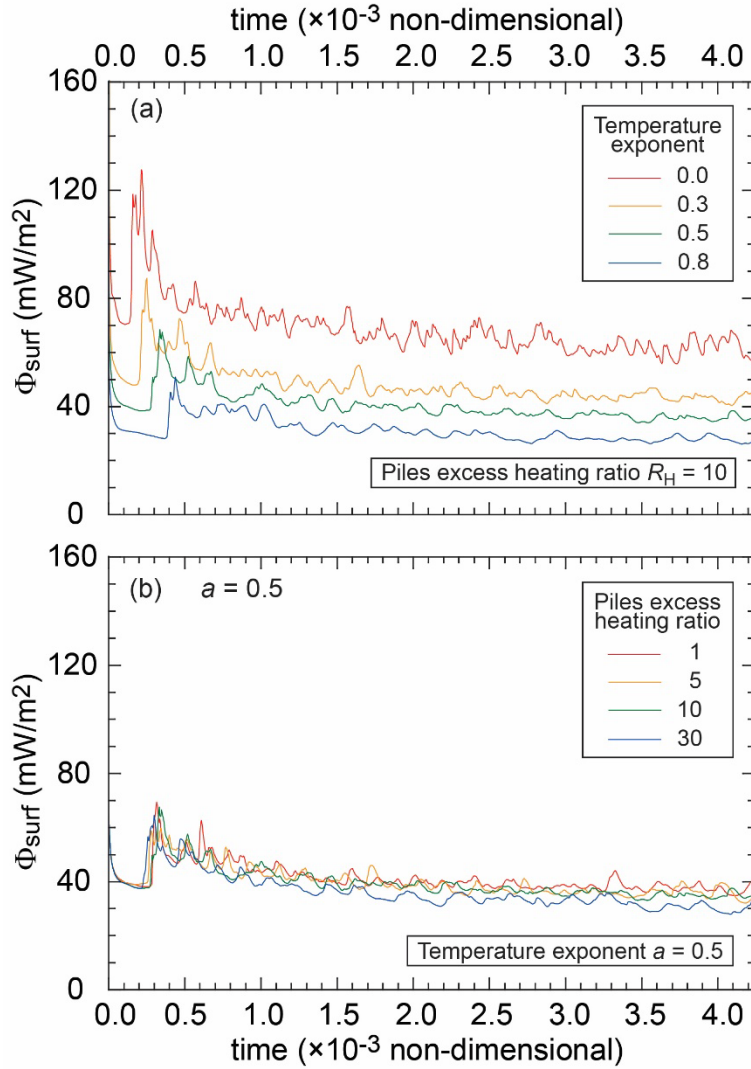 time (×10-3 non-dimensional)
0.0 0.5 1.0 1.5 2.0 2.5 3.0 3.5 4.0
160
120
80
40
0
Φsurf (mW/m2)
(a)
Temperature
exponent
0.0
0.3
0.5
0.8
Piles excess heating ratio RH = 10
160
120
80
40
0
Φsurf (mW/m2)
(b) a = 0.5
Piles excess
heating ratio
1
5
10
30
Temperature exponent a = 0.5
0.0 0.5 1.0 1.5 2.0 2.5 3.0 3.5 4.0
time (×10-3 non-dimensional)